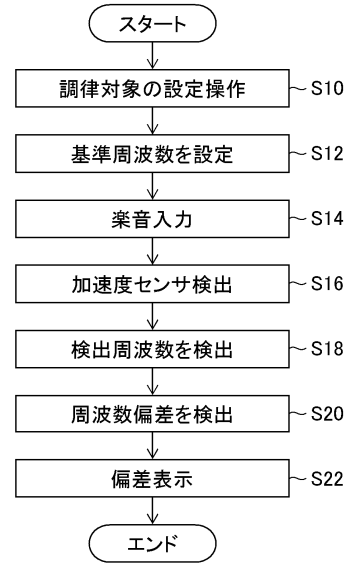 スタート
調律対象の設定操作 S10
基準周波数を設定 S12
楽音入力 S14
加速度センサ検出 S16
検出周波数を検出 S18
周波数偏差を検出 S20
偏差表示 S22
エンド